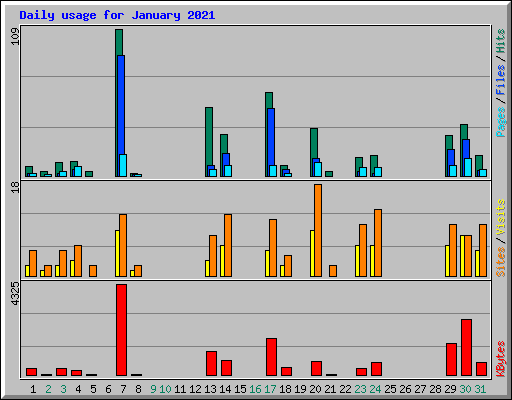 Daily usage for January 2021
109
Pages / Files / Hits
18
Sites / Visits
4325
KBytes
1 2 3 4 5 6 7 8 9 10 11 12 13 14 15 16 17 18 19 20 21 22 23 24 25 26 27 28 29 30 31